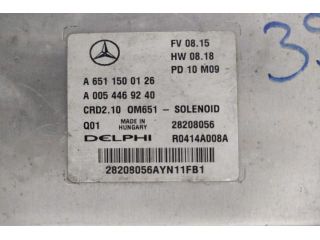 FV 08.15
HW 08.18
PD 10 M09
A 651 150 01 26
A 005 446 92 40
CRD2.10 OM651 - SOLENOID
Q01 MADE IN HUNGARY 28208056
DELPHI R0414A008A
28208056AYN11FB1